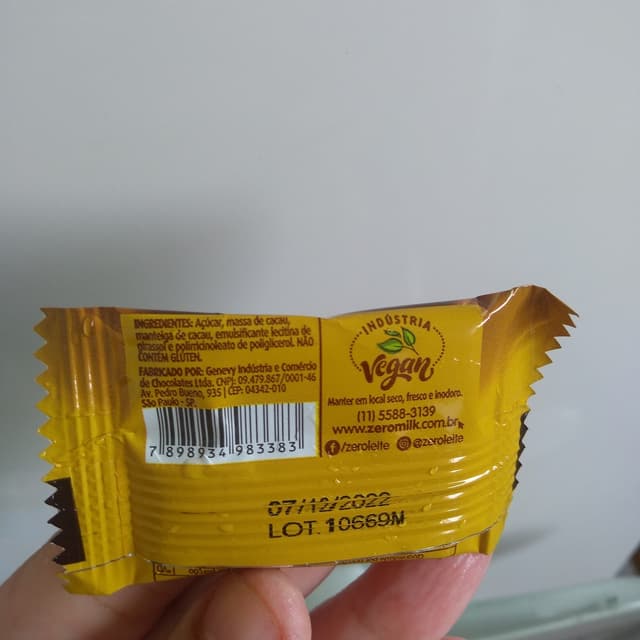 INGREDIENTES: Açúcar, massa de cacau,
manteiga de cacau, emulsificante lecitina de
girassol e polirricinoleato de poliglicerol. NÃO
CONTÉM GLÚTEN.
FABRICADO POR: Genevy Indústria e Comércio
de Chocolates Ltda. CNPJ: 09.479.867/0001-46
Av. Pedro Bueno, 935 | CEP: 04342-010
São Paulo - SP.
7 898934 983383
INDÚSTRIA
Vegan
Manter em local seco, fresco e inodoro.
(11) 5588-3139
www.zeromilk.com.br
/zeroleite @zeroleite
07/12/2022
LOT. 10669M